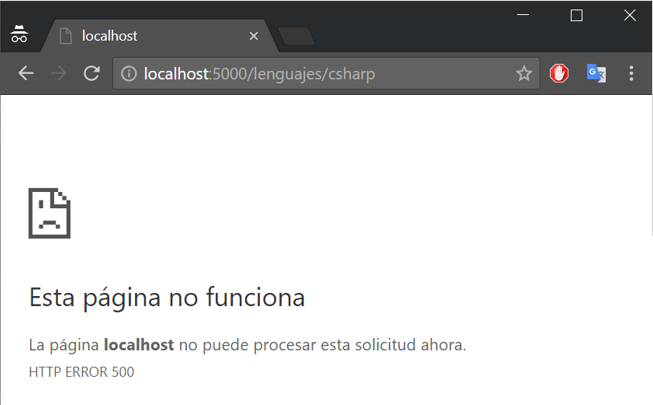 localhost
localhost:5000/lenguajes/csharp
Esta página no funciona
La página localhost no puede procesar esta solicitud ahora.
HTTP ERROR 500